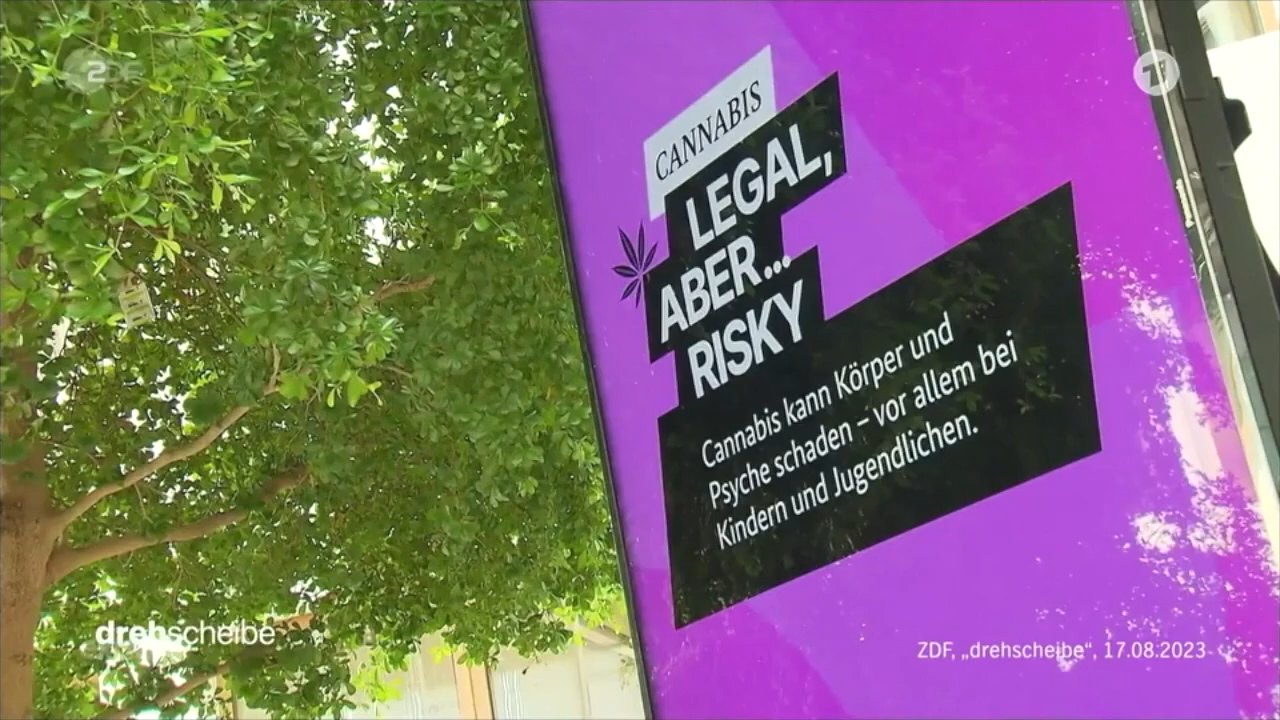 ZDF
CANNABIS
LEGAL,
ABER...
RISKY
Cannabis kann Körper und
Psyche schaden – vor allem bei
Kindern und Jugendlichen.
drehscheibe
ZDF, „drehscheibe“, 17.08.2023